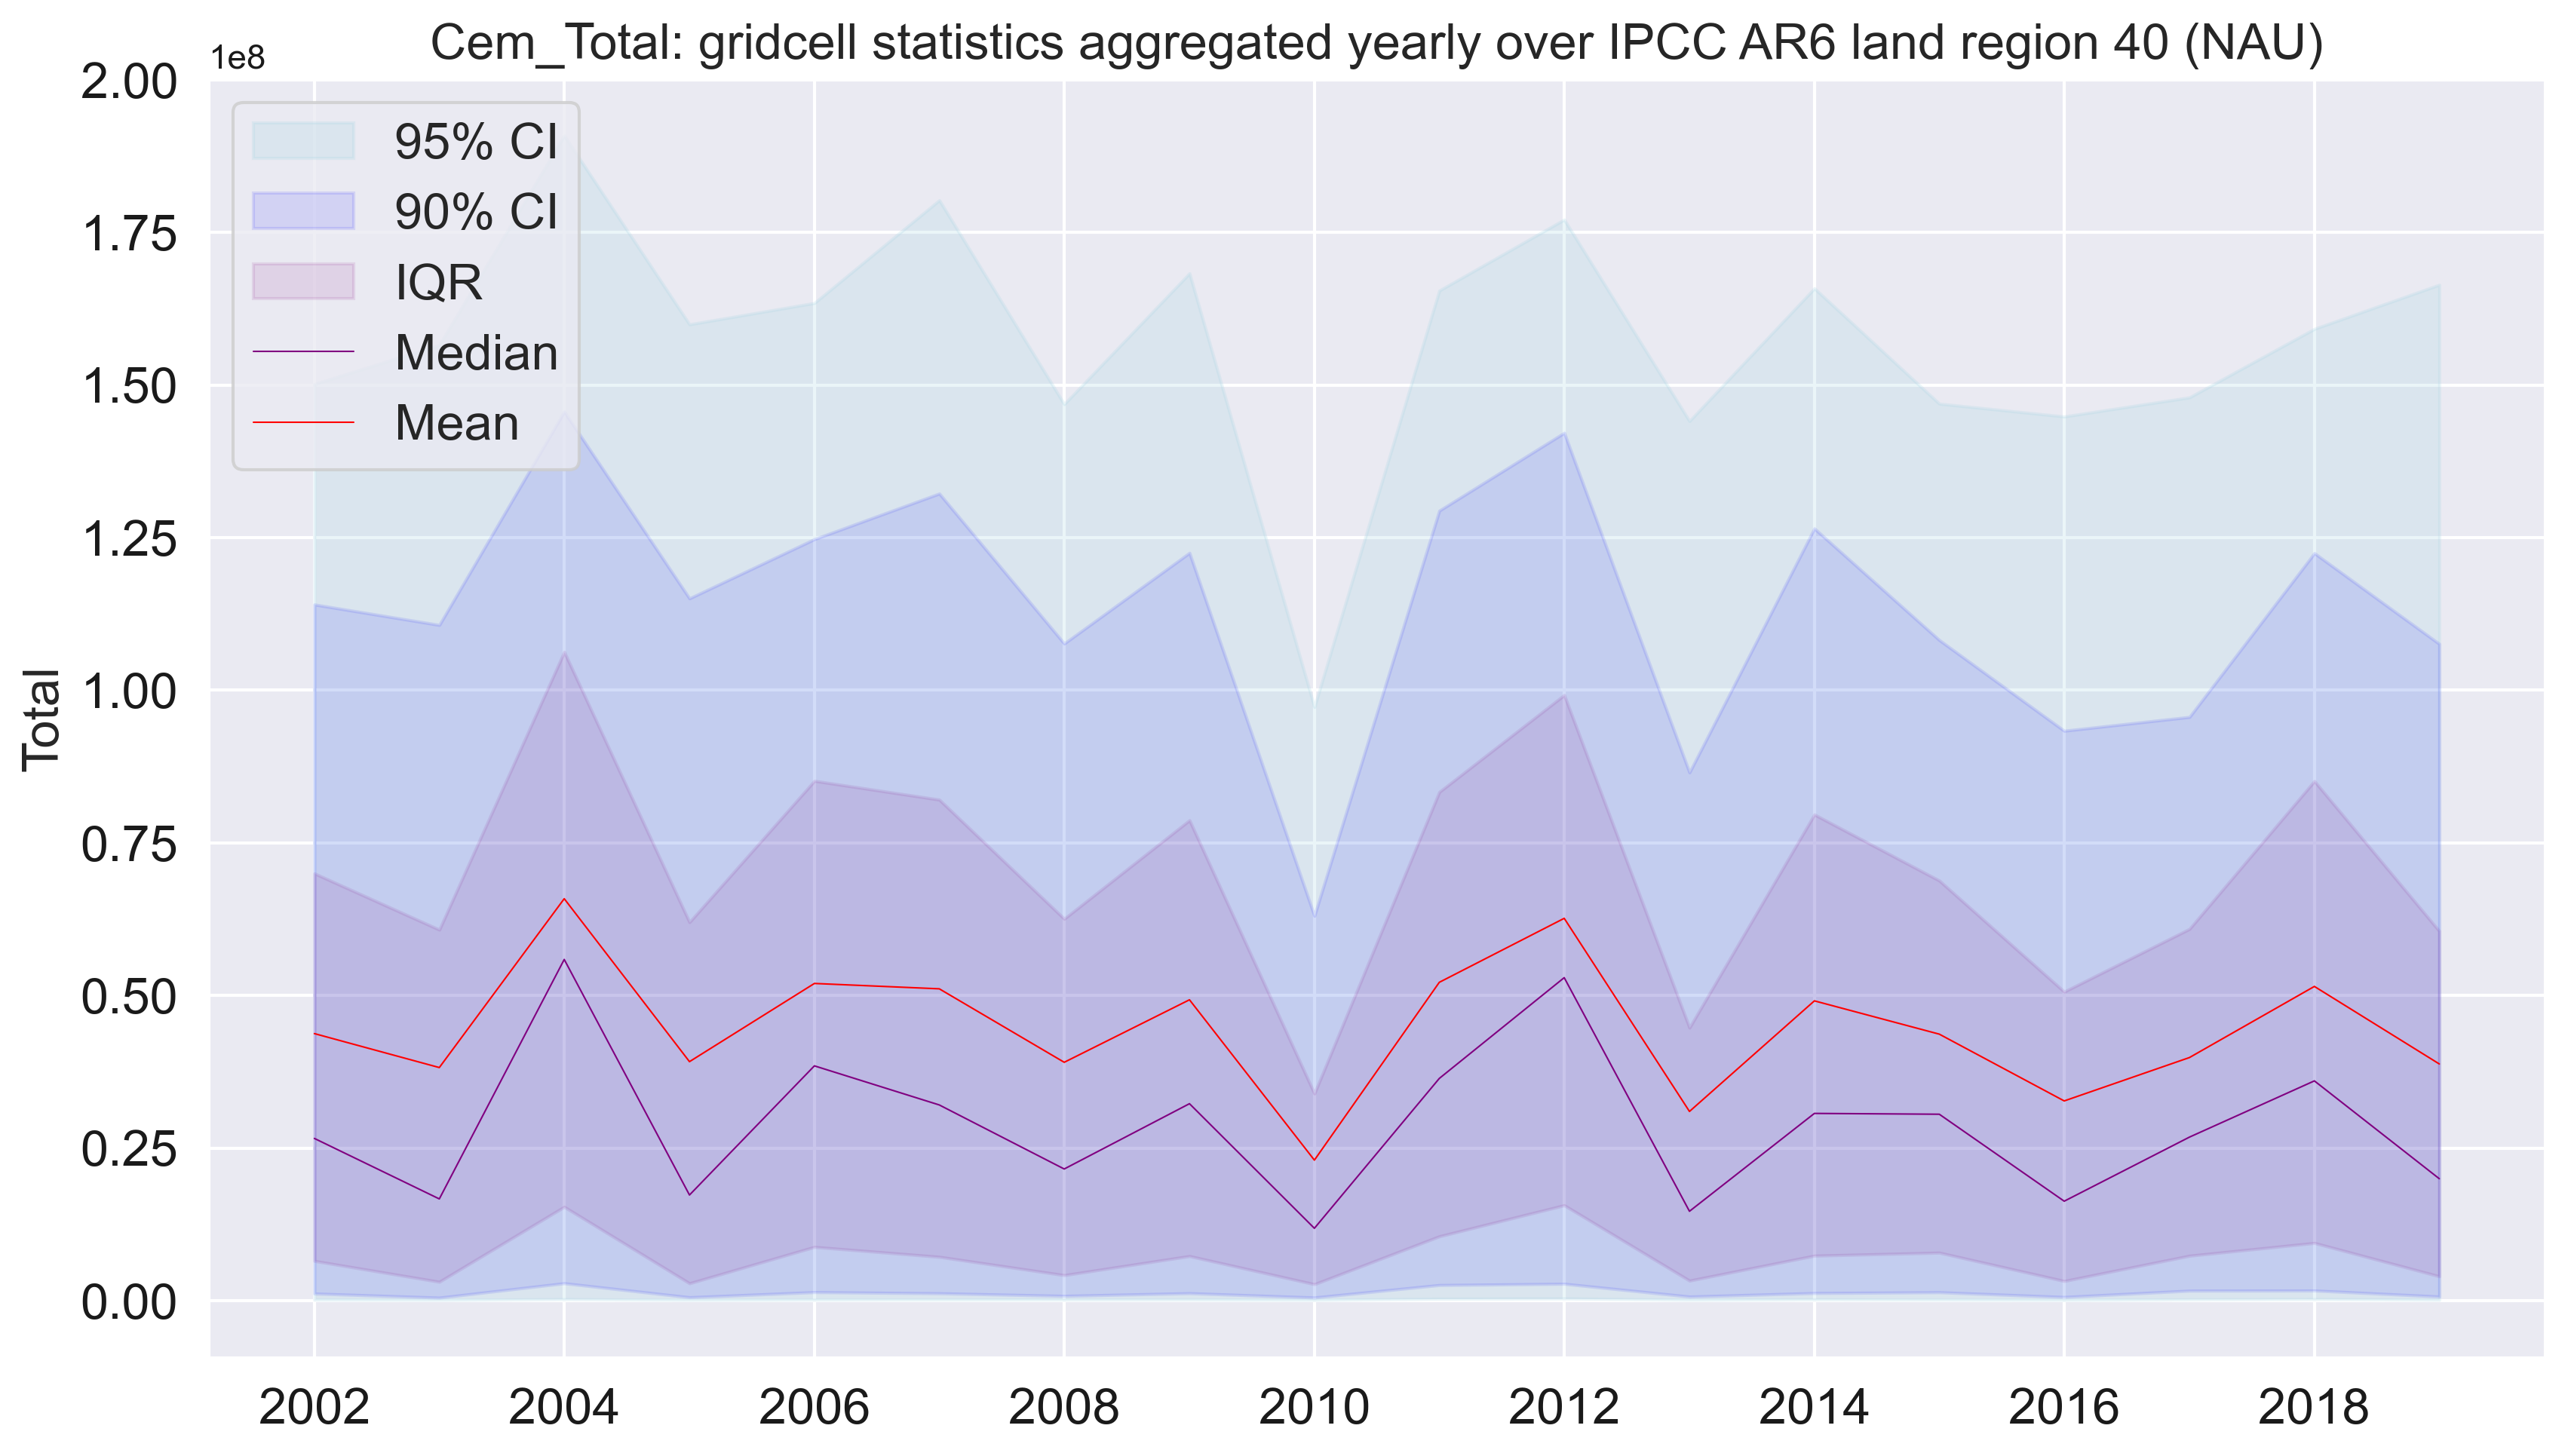 Cem_Total: gridcell statistics aggregated yearly over IPCC AR6 land region 40 (NAU)
1e8
2.00
1.75
1.50
1.25
1.00
0.75
0.50
0.25
0.00
Total
95% CI
90% CI
IQR
Median
Mean
2002 2004 2006 2008 2010 2012 2014 2016 2018